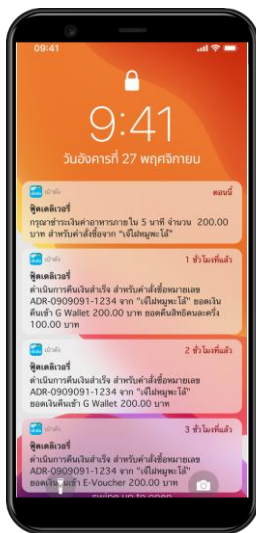 09:41
9:41
วันอังคารที่ 27 พฤศจิกายน
เป๋าตัง ตอนนี้
ฟู้ดเดลิเวอรี่
กรุณาชำระเงินค่าอาหารภายใน 5 นาที จำนวน 200.00
บาท สำหรับคำสั่งซื้อจาก "เจ๊ไฝหมูพะโล้"
เป๋าตัง 1 ชั่วโมงที่แล้ว
ฟู้ดเดลิเวอรี่
ดำเนินการคืนเงินสำเร็จ สำหรับคำสั่งซื้อหมายเลข
ADR-0909091-1234 จาก "เจ๊ไฝหมูพะโล้" ยอดเงิน
คืนเข้า G Wallet 200.00 บาท ยอดคืนสิทธิคนละครึ่ง
100.00 บาท
เป๋าตัง 2 ชั่วโมงที่แล้ว
ฟู้ดเดลิเวอรี่
ดำเนินการคืนเงินสำเร็จ สำหรับคำสั่งซื้อหมายเลข
ADR-0909091-1234 จาก "เจ๊ไฝหมูพะโล้"
ยอดเงินคืนเข้า G Wallet 200.00 บาท
เป๋าตัง 3 ชั่วโมงที่แล้ว
ฟู้ดเดลิเวอรี่
ดำเนินการคืนเงินสำเร็จ สำหรับคำสั่งซื้อหมายเลข
ADR-0909091-1234 จาก "เจ๊ไฝหมูพะโล้"
ยอดเงินคืนเข้า E-Voucher 200.00 บาท
swipe up to open